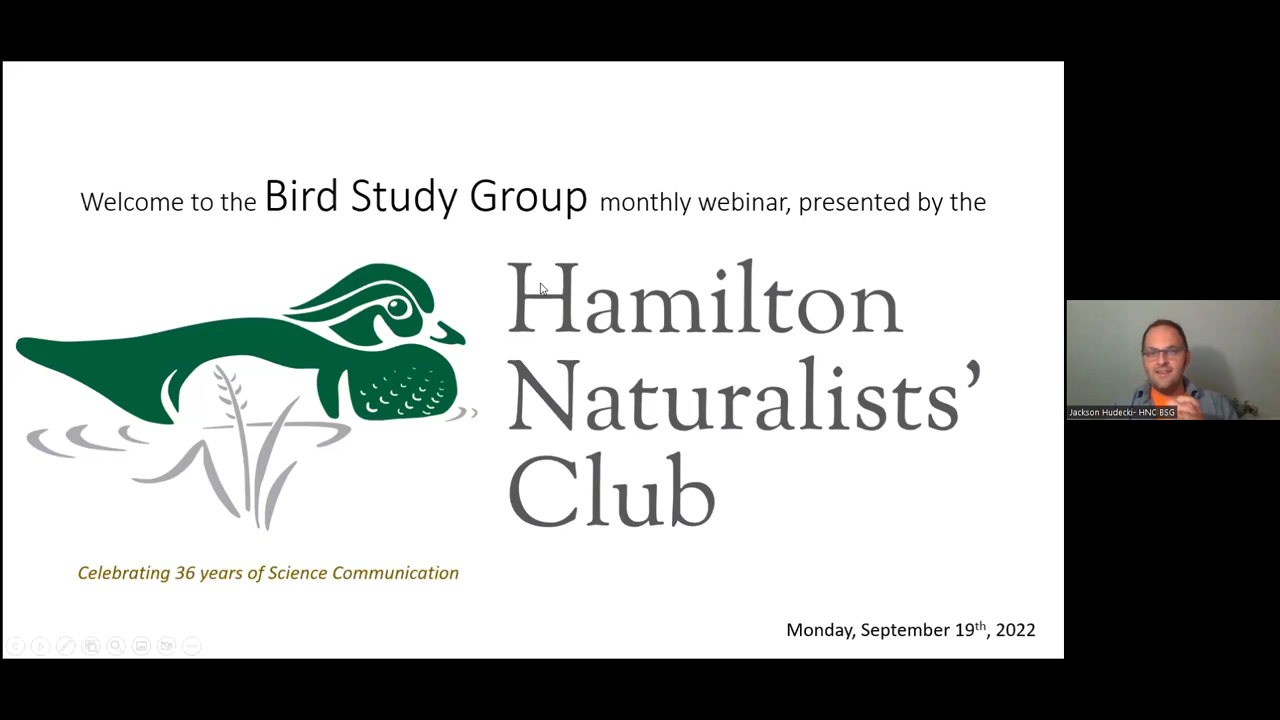 Welcome to the Bird Study Group monthly webinar, presented by the
Hamilton
Naturalists’
Club
Celebrating 36 years of Science Communication
Monday, September 19th, 2022
Jackson Hudecki- HNC BSG